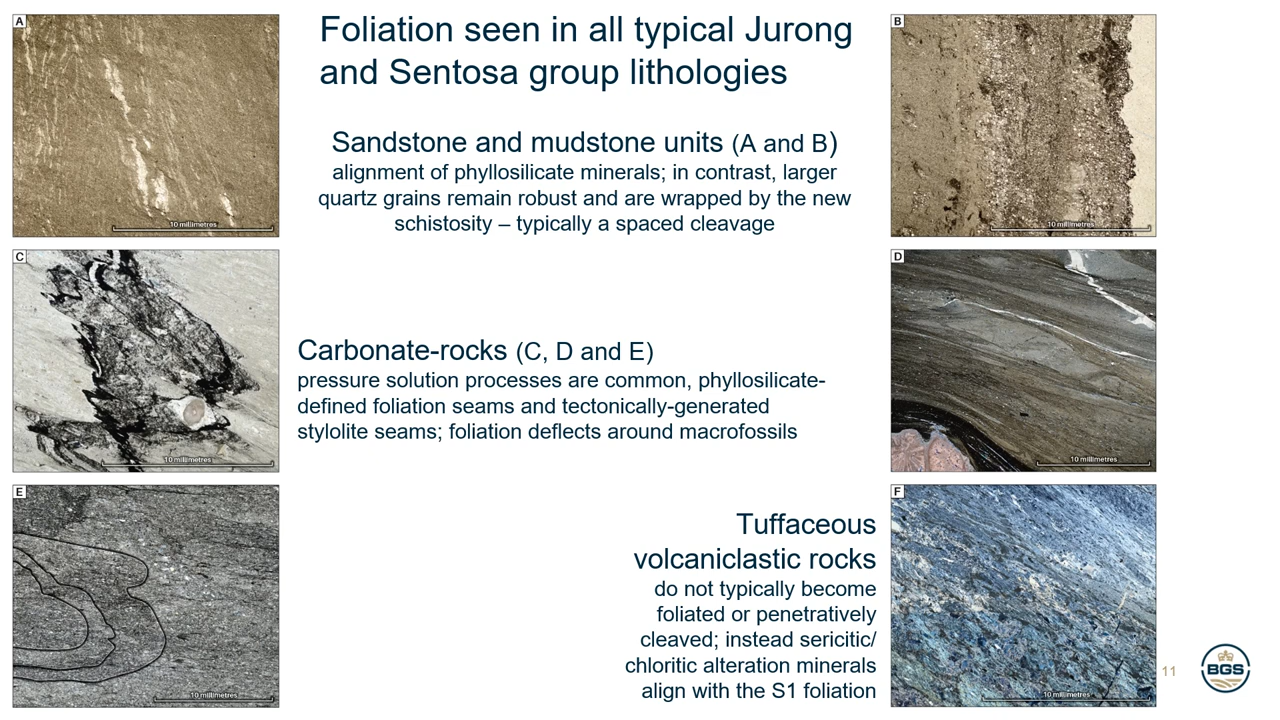 A
10 millimetres
Foliation seen in all typical Jurong
and Sentosa group lithologies
B
10 millimetres
Sandstone and mudstone units (A and B)
alignment of phyllosilicate minerals; in contrast, larger
quartz grains remain robust and are wrapped by the new
schistosity – typically a spaced cleavage
C
10 millimetres
Carbonate-rocks (C, D and E)
pressure solution processes are common, phyllosilicate-
defined foliation seams and tectonically-generated
stylolite seams; foliation deflects around macrofossils
D
10 millimetres
E
10 millimetres
Tuffaceous
volcaniclastic rocks
do not typically become
foliated or penetratively
cleaved; instead sericitic/
chloritic alteration minerals
align with the S1 foliation
F
10 millimetres
11
BGS